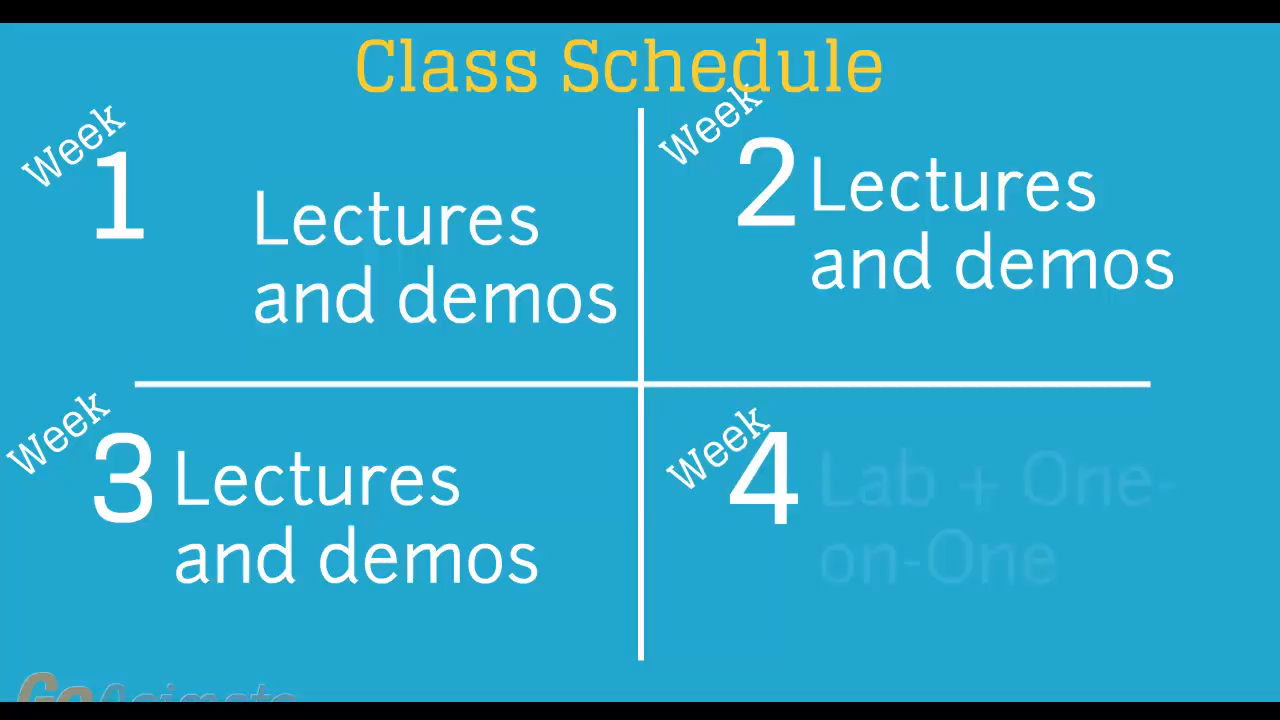 Class Schedule
Week
1
Lectures
and demos
Week
2
Lectures
and demos
Week
3
Lectures
and demos
Week
4
Lab + One-
on-One
GoAnimate